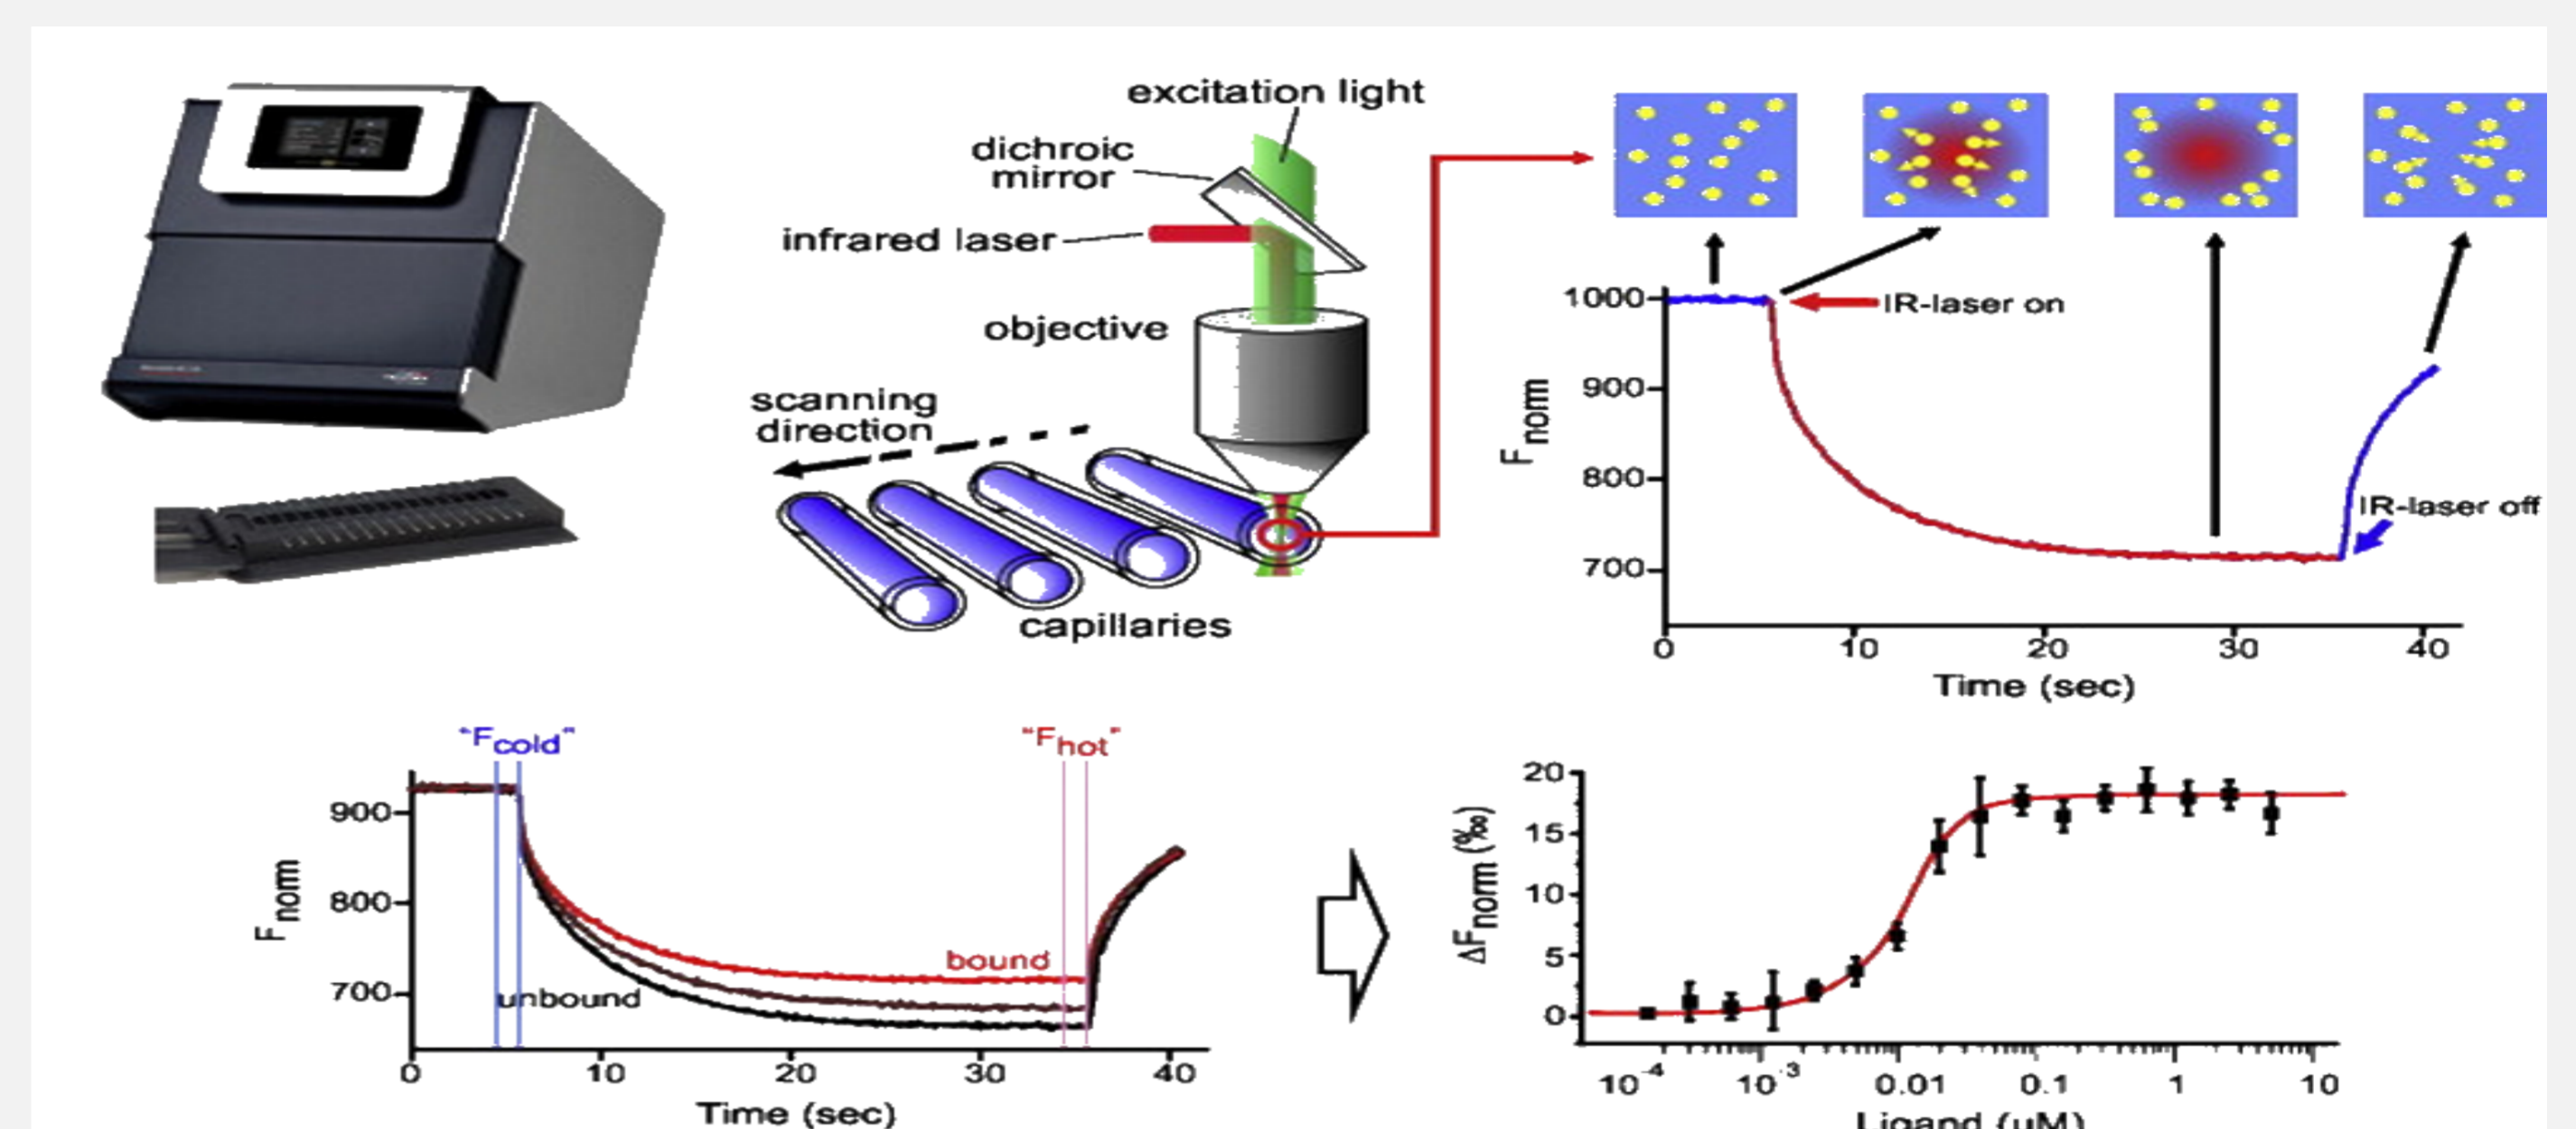 excitation light
dichroic
mirror
infrared laser
objective
scanning
direction
capillaries
1000
900
800
700
Fnorm
IR-laser on
IR-laser off
0 10 20 30 40
Time (sec)
"Fcold" "Fhot"
900
800
700
Fnorm
bound
unbound
0 10 20 30 40
Time (sec)
20
15
10
5
0
ΔFnorm (‰)
10-4 10-3 0.01 0.1 1 10
Ligand (µM)